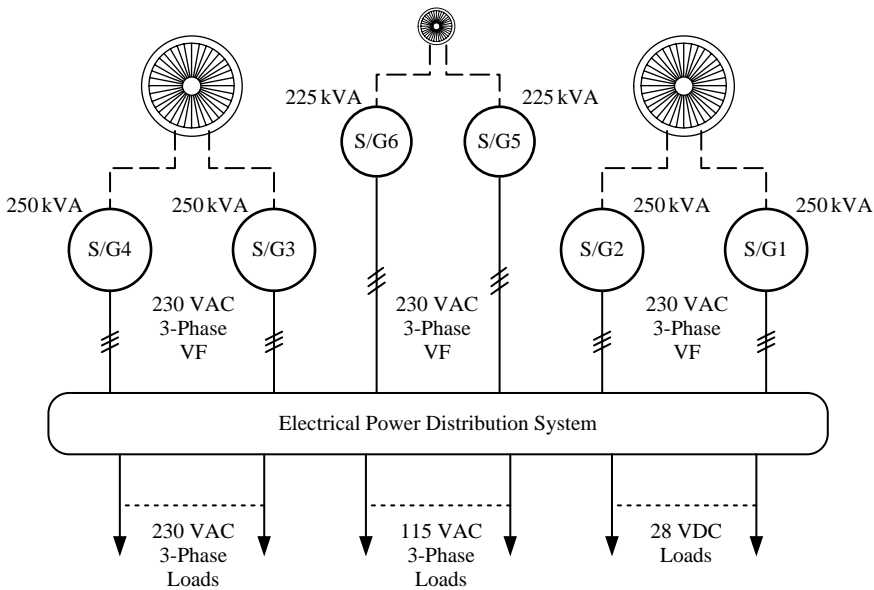 225 kVA
225 kVA
S/G6
S/G5
250 kVA
250 kVA
250 kVA
250 kVA
S/G4
S/G3
S/G2
S/G1
230 VAC
3-Phase
VF
230 VAC
3-Phase
VF
230 VAC
3-Phase
VF
Electrical Power Distribution System
230 VAC
3-Phase
Loads
115 VAC
3-Phase
Loads
28 VDC
Loads